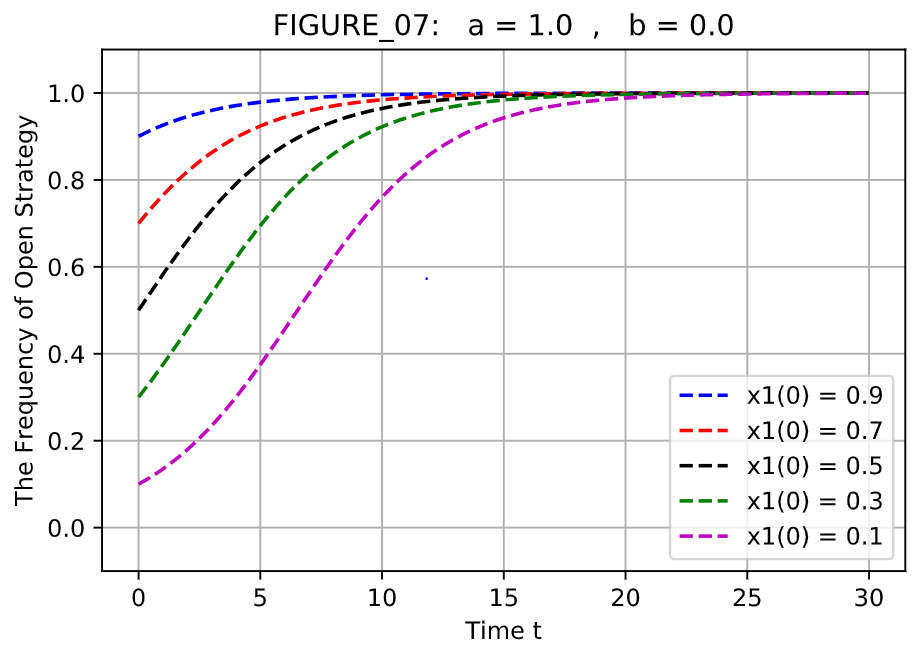 FIGURE_07:   a = 1.0  ,   b = 0.0
The Frequency of Open Strategy
1.0
0.8
0.6
0.4
0.2
0.0
x1(0) = 0.9
x1(0) = 0.7
x1(0) = 0.5
x1(0) = 0.3
x1(0) = 0.1
0 5 10 15 20 25 30
Time t